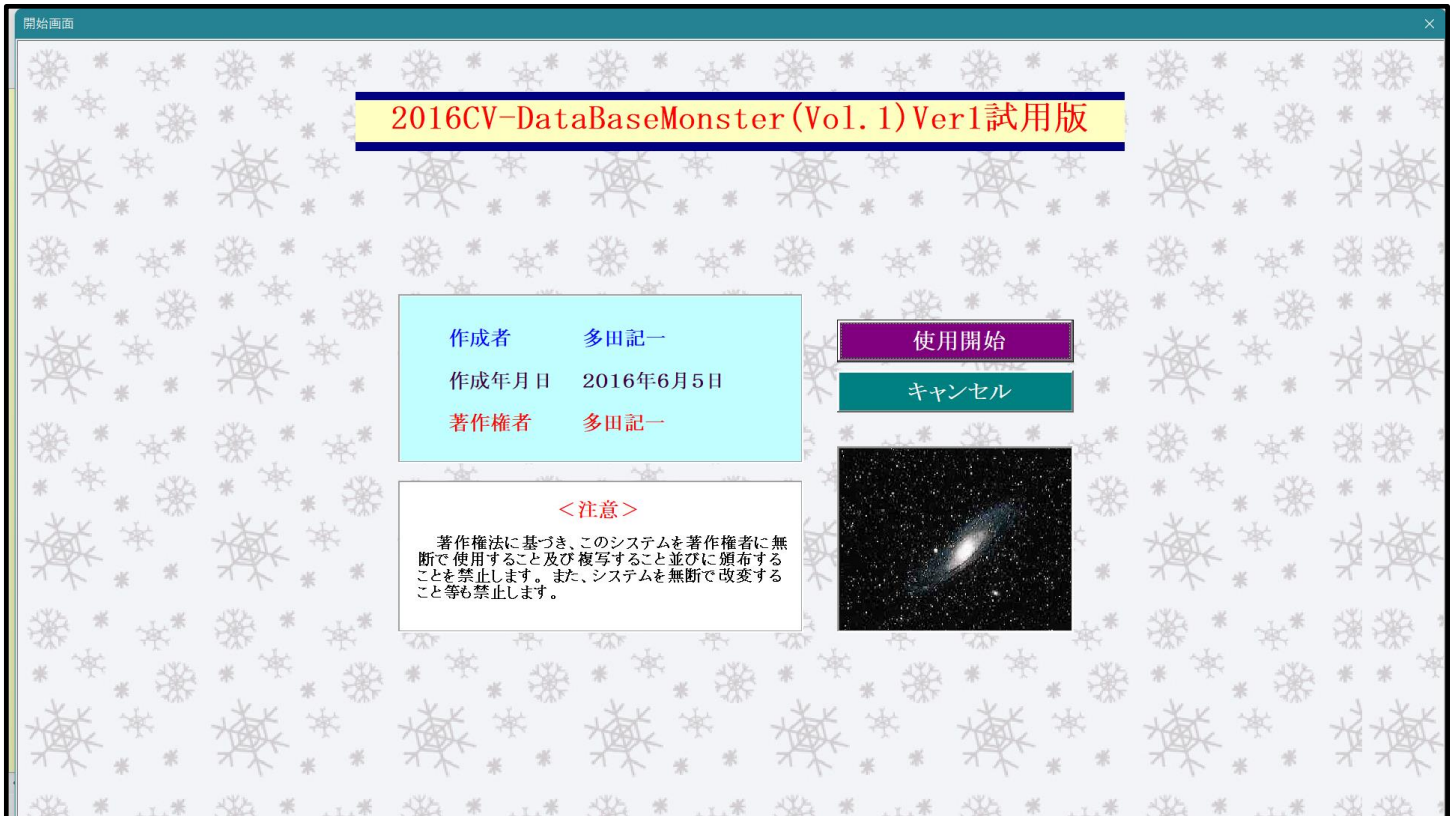 開始画面
2016CV-DataBaseMonster(Vol.1)Ver1試用版
作成者 多田記一
作成年月日 2016年6月5日
著作権者 多田記一
使用開始
キャンセル
＜注意＞
著作権法に基づき、このシステムを著作権者に無
断で使用すること及び複写すること並びに頒布する
ことを禁止します。また、システムを無断で改変する
こと等も禁止します。